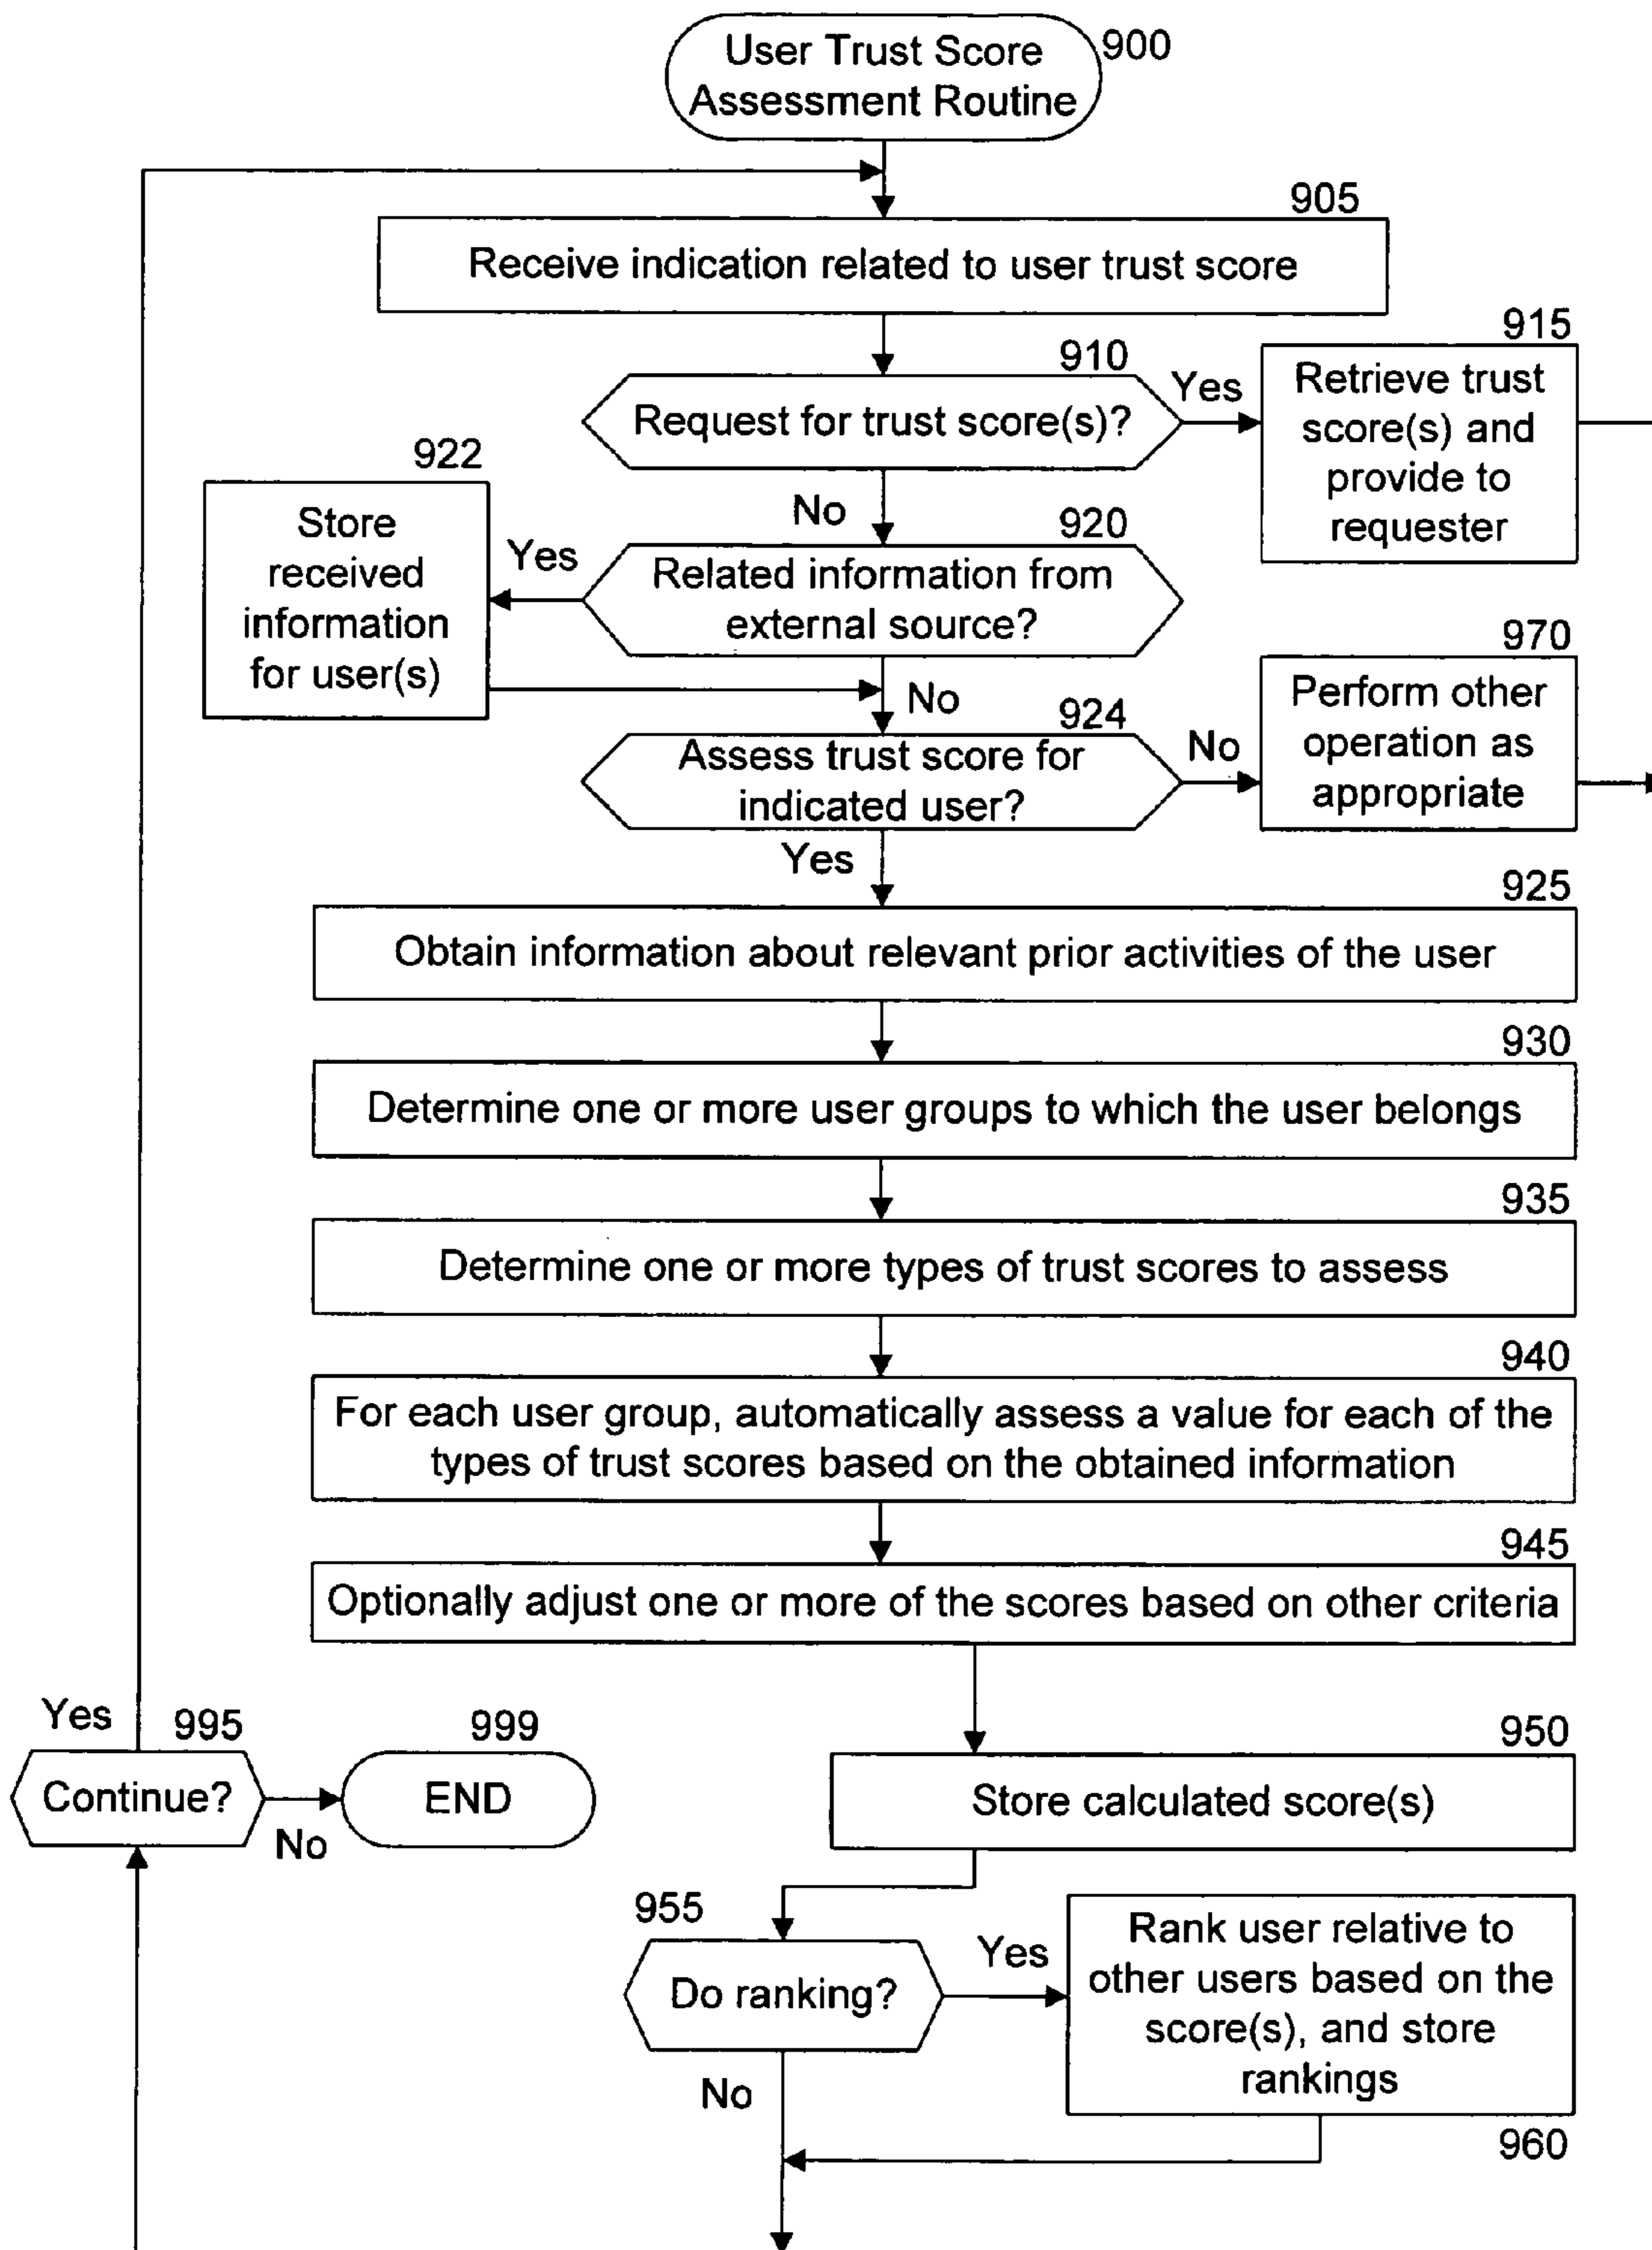 User Trust Score
Assessment Routine
900
905
Receive indication related to user trust score
910
Request for trust score(s)?
Yes
915
Retrieve trust
score(s) and
provide to
requester
No
922
Store
received
information
for user(s)
Yes
920
Related information from
external source?
No
924
Assess trust score for
indicated user?
No
970
Perform other
operation as
appropriate
Yes
925
Obtain information about relevant prior activities of the user
930
Determine one or more user groups to which the user belongs
935
Determine one or more types of trust scores to assess
940
For each user group, automatically assess a value for each of the
types of trust scores based on the obtained information
945
Optionally adjust one or more of the scores based on other criteria
Yes
995
Continue?
No
999
END
950
Store calculated score(s)
955
Do ranking?
Yes
Rank user relative to
other users based on the
score(s), and store
rankings
960
No